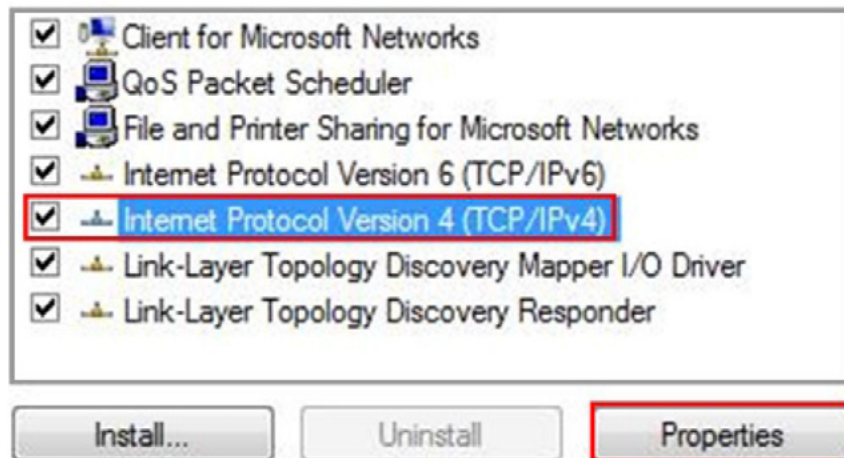 Client for Microsoft Networks
QoS Packet Scheduler
File and Printer Sharing for Microsoft Networks
Internet Protocol Version 6 (TCP/IPv6)
Internet Protocol Version 4 (TCP/IPv4)
Link-Layer Topology Discovery Mapper I/O Driver
Link-Layer Topology Discovery Responder
Install... Uninstall Properties